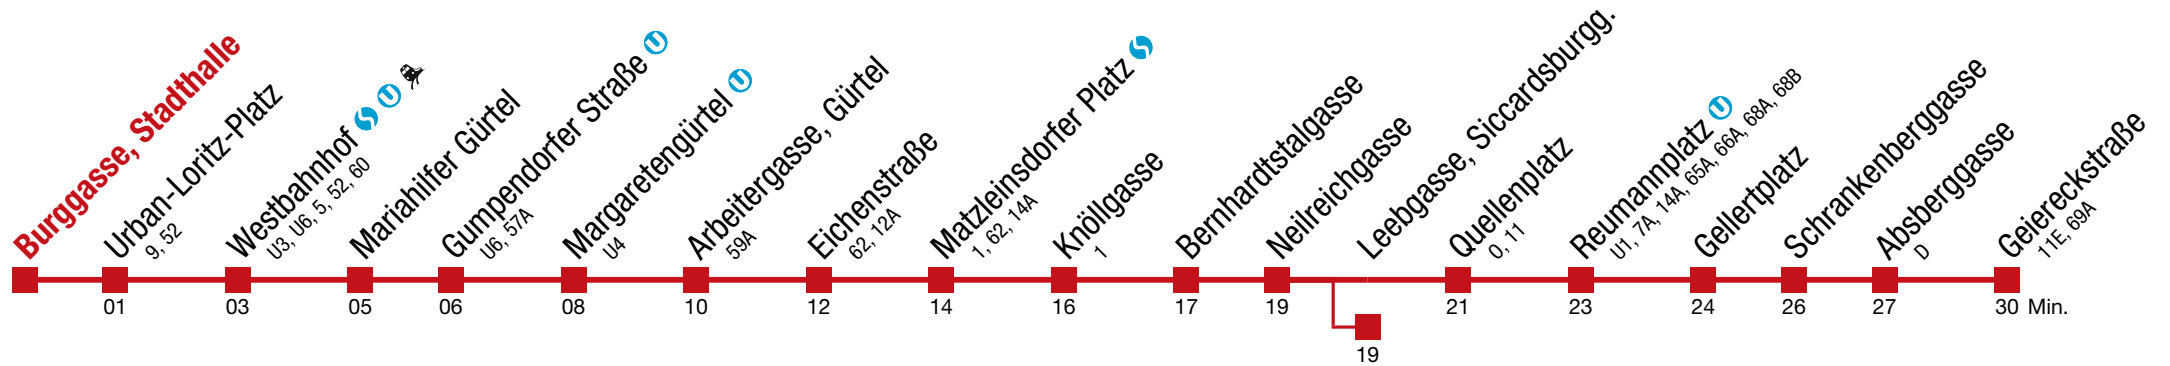 Burggasse, Stadthalle
Urban-Loritz-Platz
9, 52
Westbahnhof
U3, U6, 5, 52, 60
Mariahilfer Gürtel
Gumpendorfer Straße U
U6, 57A
Margaretengürtel U
U4
Arbeitergasse, Gürtel
59A
Eichenstraße
62, 12A
Matzleinsdorfer Platz
1, 62, 14A
Knöllgasse
1
Bernhardtstalgasse
Neilreichgasse
Leebgasse, Siccardsburgg.
Quellenplatz
O, 11
Reumannplatz U
U1, 7A, 14A, 65A, 66A, 68A, 68B
Gellertplatz
Schrankenberggasse
Absberggasse
D
Geiereckstraße
11E, 69A
01 03 05 06 08 10 12 14 16 17 19 21 23 24 26 27 30 Min.
19